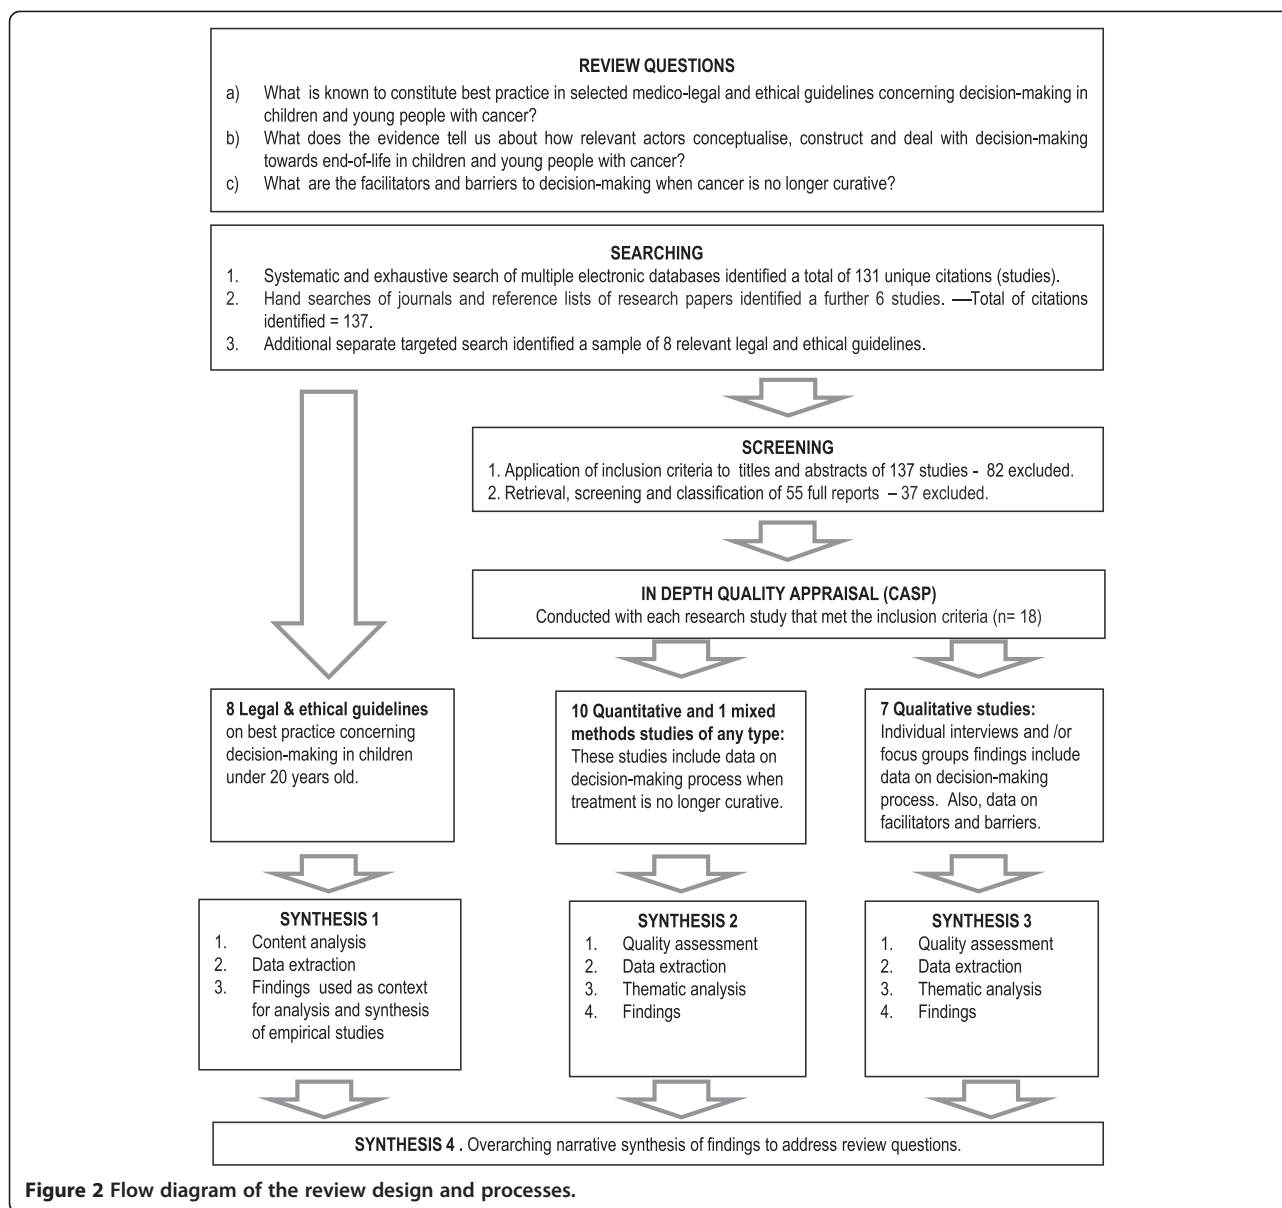 REVIEW QUESTIONS
a) What is known to constitute best practice in selected medico-legal and ethical guidelines concerning decision-making in
children and young people with cancer?
b) What does the evidence tell us about how relevant actors conceptualise, construct and deal with decision-making
towards end-of-life in children and young people with cancer?
c) What are the facilitators and barriers to decision-making when cancer is no longer curative?
SEARCHING
1. Systematic and exhaustive search of multiple electronic databases identified a total of 131 unique citations (studies).
2. Hand searches of journals and reference lists of research papers identified a further 6 studies. —Total of citations
identified = 137.
3. Additional separate targeted search identified a sample of 8 relevant legal and ethical guidelines.
SCREENING
1. Application of inclusion criteria to titles and abstracts of 137 studies - 82 excluded.
2. Retrieval, screening and classification of 55 full reports – 37 excluded.
IN DEPTH QUALITY APPRAISAL (CASP)
Conducted with each research study that met the inclusion criteria (n= 18)
8 Legal & ethical guidelines
on best practice concerning
decision-making in children
under 20 years old.
10 Quantitative and 1 mixed
methods studies of any type:
These studies include data on
decision-making process when
treatment is no longer curative.
7 Qualitative studies:
Individual interviews and /or
focus groups findings include
data on decision-making
process. Also, data on
facilitators and barriers.
SYNTHESIS 1
1. Content analysis
2. Data extraction
3. Findings used as context
for analysis and synthesis
of empirical studies
SYNTHESIS 2
1. Quality assessment
2. Data extraction
3. Thematic analysis
4. Findings
SYNTHESIS 3
1. Quality assessment
2. Data extraction
3. Thematic analysis
4. Findings
SYNTHESIS 4 . Overarching narrative synthesis of findings to address review questions.
Figure 2 Flow diagram of the review design and processes.